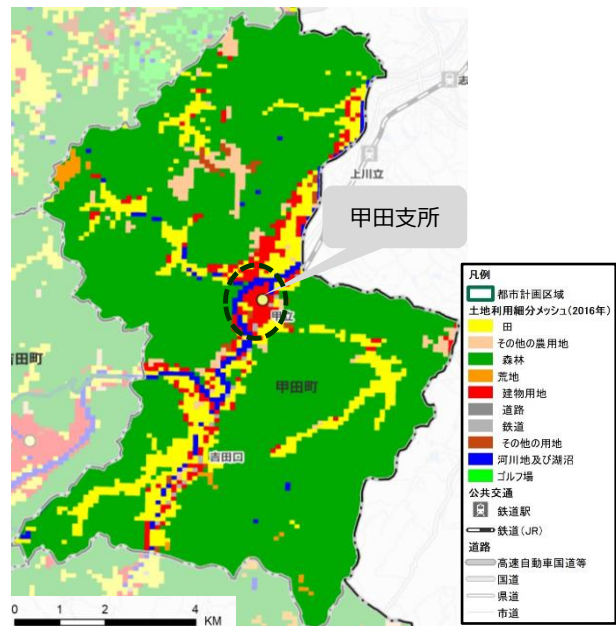 志
上川立
甲田支所
甲立
吉田町
甲田町
吉田口
0 1 2 4
KM
凡例
都市計画区域
土地利用細分メッシュ(2016年)
田
その他の農用地
森林
荒地
建物用地
道路
鉄道
その他の用地
河川地及び湖沼
ゴルフ場
公共交通
鉄道駅
鉄道(JR)
道路
高速自動車国道等
国道
県道
市道